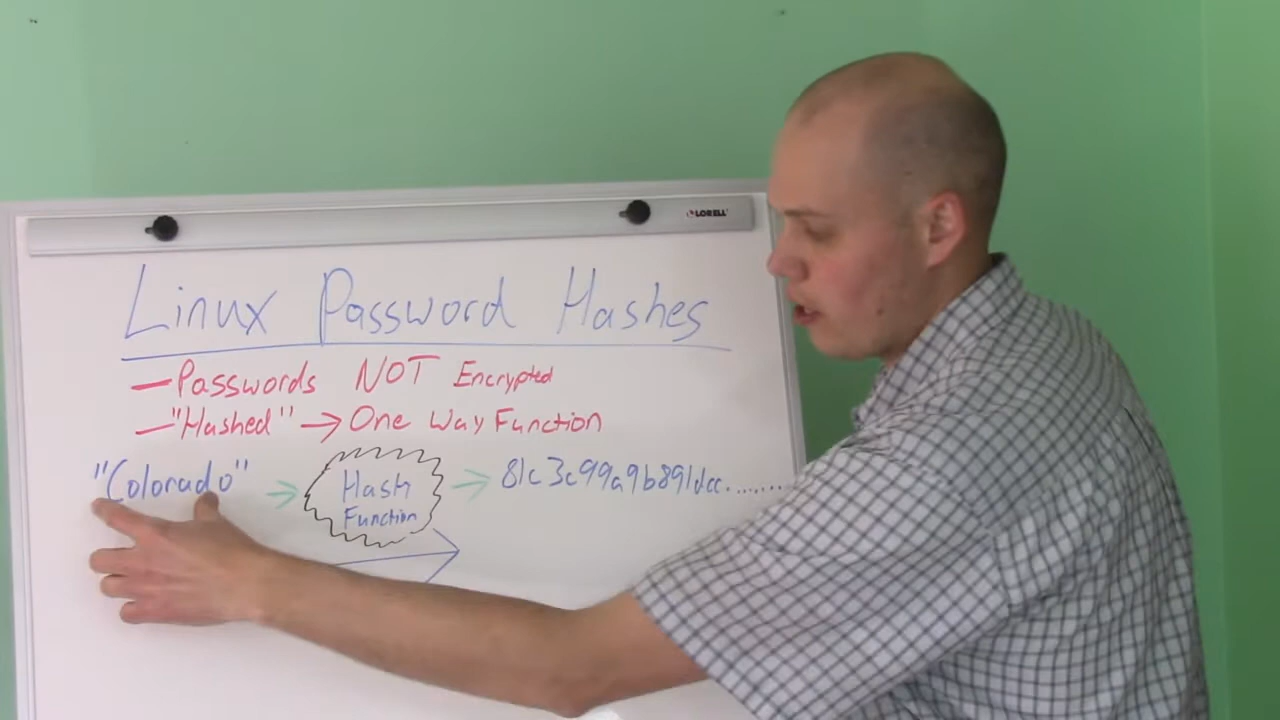 LORELL
Linux Password Hashes
— Passwords NOT Encrypted
— "Hashed" → One Way Function
"Colorado" → Hash Function → 81c3c99a9b891dcc........